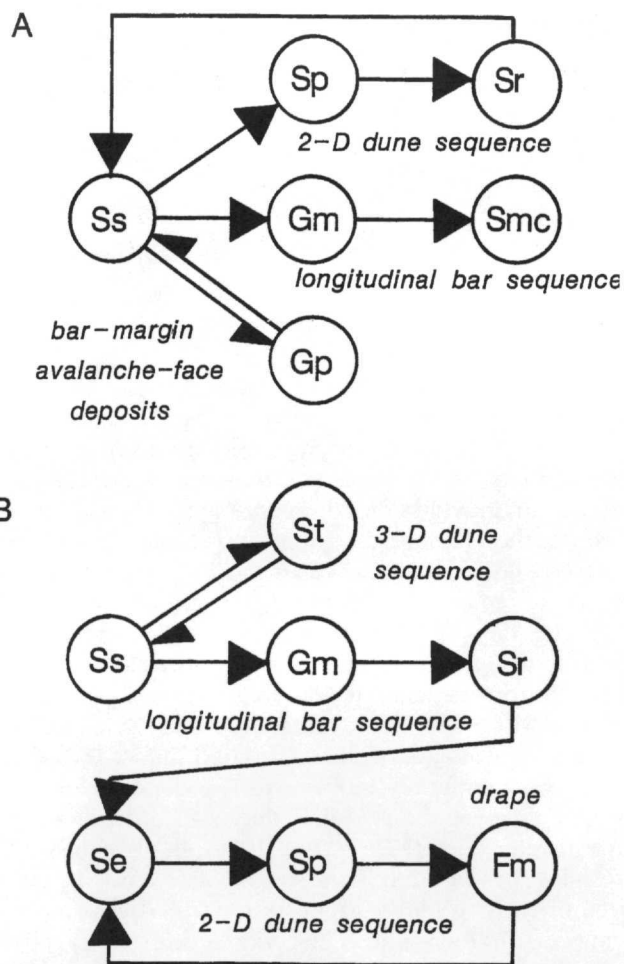 A
Sp Sr
2-D dune sequence
Ss Gm Smc
longitudinal bar sequence
bar-margin
avalanche-face
deposits
Gp
B
St
3-D dune
sequence
Ss Gm Sr
longitudinal bar sequence
drape
Se Sp Fm
2-D dune sequence